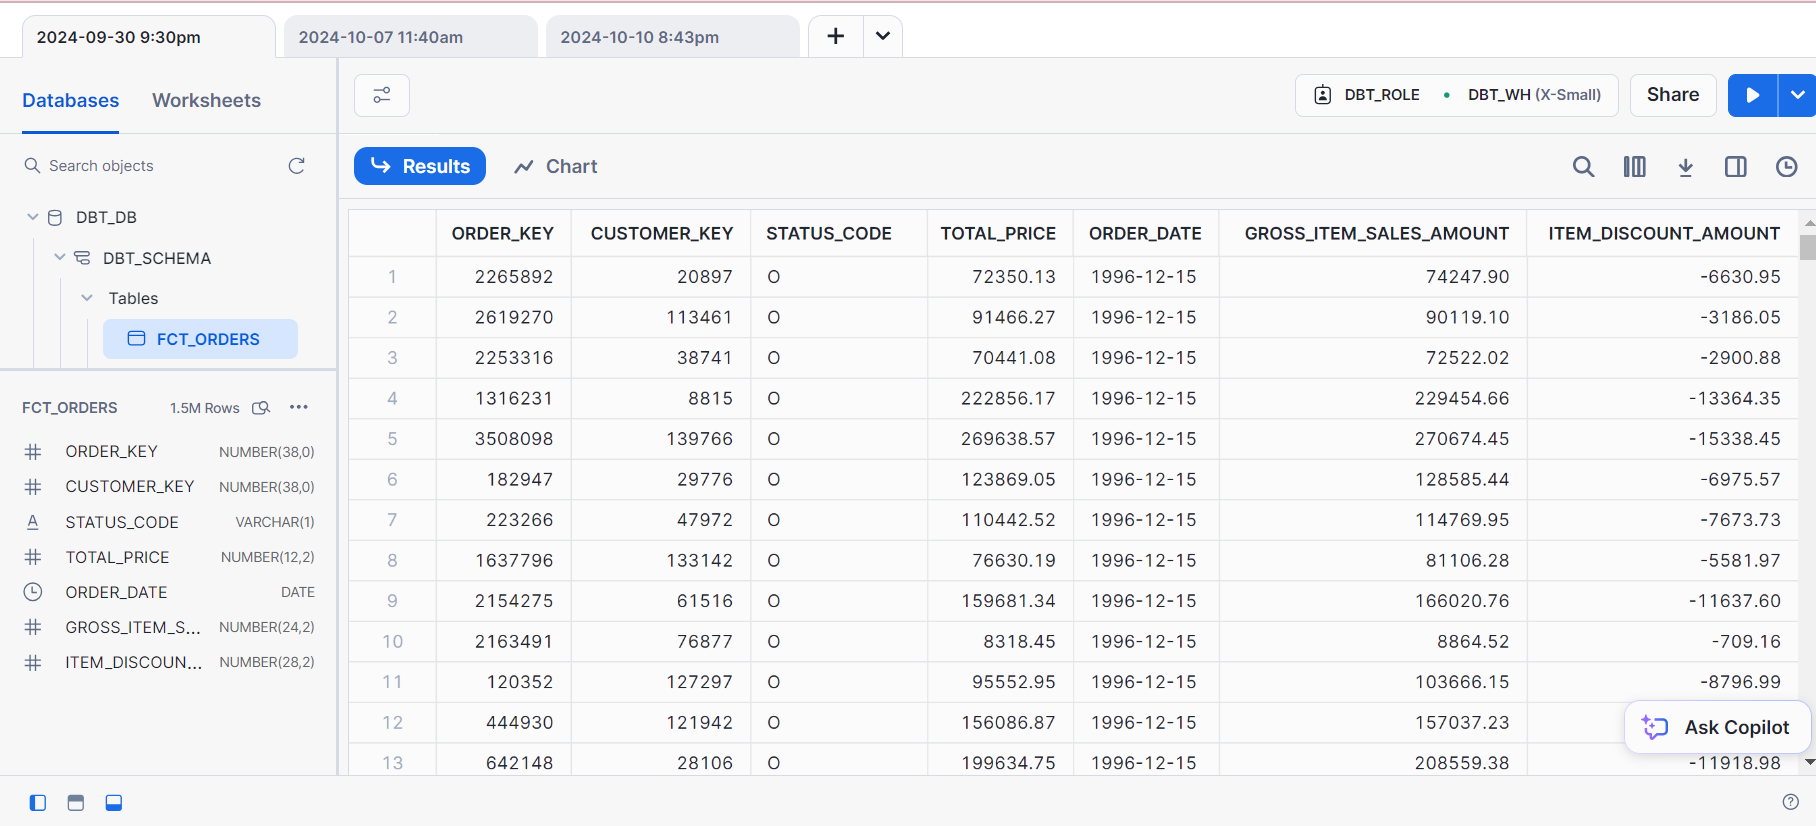 2024-09-30 9:30pm 2024-10-07 11:40am 2024-10-10 8:43pm
Databases Worksheets
DBT_ROLE DBT_WH (X-Small) Share
Search objects
Results Chart
DBT_DB
DBT_SCHEMA
Tables
FCT_ORDERS
FCT_ORDERS 1.5M Rows
ORDER_KEY NUMBER(38,0)
CUSTOMER_KEY NUMBER(38,0)
STATUS_CODE VARCHAR(1)
TOTAL_PRICE NUMBER(12,2)
ORDER_DATE DATE
GROSS_ITEM_S... NUMBER(24,2)
ITEM_DISCOUN... NUMBER(28,2)
ORDER_KEY CUSTOMER_KEY STATUS_CODE TOTAL_PRICE ORDER_DATE GROSS_ITEM_SALES_AMOUNT ITEM_DISCOUNT_AMOUNT
1 2265892 20897 O 72350.13 1996-12-15 74247.90 -6630.95
2 2619270 113461 O 91466.27 1996-12-15 90119.10 -3186.05
3 2253316 38741 O 70441.08 1996-12-15 72522.02 -2900.88
4 1316231 8815 O 222856.17 1996-12-15 229454.66 -13364.35
5 3508098 139766 O 269638.57 1996-12-15 270674.45 -15338.45
6 182947 29776 O 123869.05 1996-12-15 128585.44 -6975.57
7 223266 47972 O 110442.52 1996-12-15 114769.95 -7673.73
8 1637796 133142 O 76630.19 1996-12-15 81106.28 -5581.97
9 2154275 61516 O 159681.34 1996-12-15 166020.76 -11637.60
10 2163491 76877 O 8318.45 1996-12-15 8864.52 -709.16
11 120352 127297 O 95552.95 1996-12-15 103666.15 -8796.99
12 444930 121942 O 156086.87 1996-12-15 157037.23
Ask Copilot
13 642148 28106 O 199634.75 1996-12-15 208559.38 -11918.98